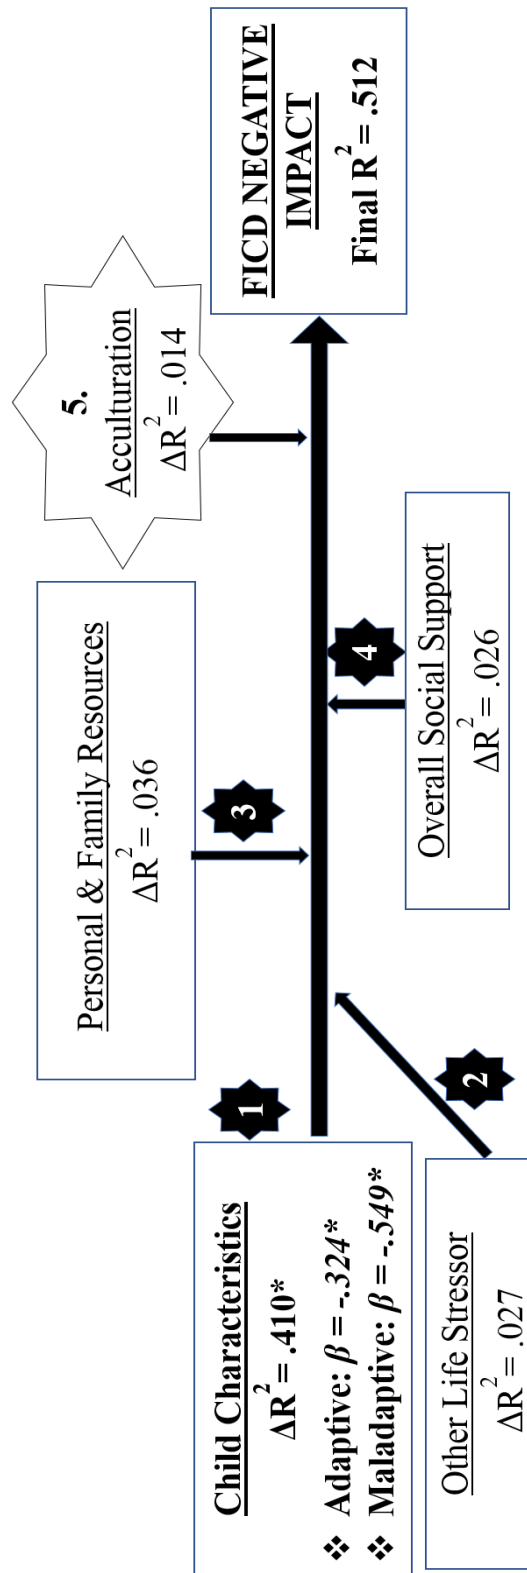 Child Characteristics
ΔR² = .410*
❖ Adaptive: β = -.324*
❖ Maladaptive: β = -.549*
1
Other Life Stressor
ΔR² = .027
2
Personal & Family Resources
ΔR² = .036
3
Overall Social Support
ΔR² = .026
4
5.
Acculturation
ΔR² = .014
FICD NEGATIVE
IMPACT
Final R² = .512